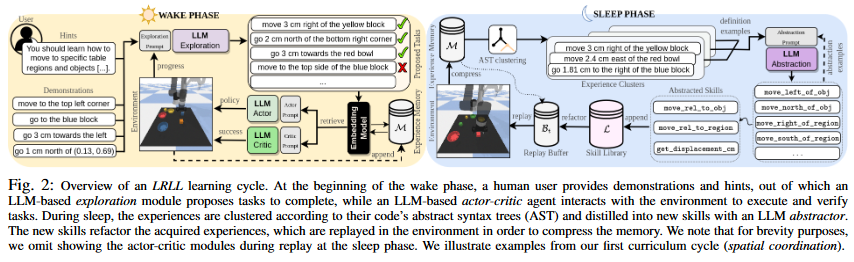 WAKE PHASE
User
Hints
You should learn how to
move to specific table
regions and objects [...].
Demonstrations
move to the top left corner
go to the blue block
go 3 cm towards the left
go 1 cm north of (0.13, 0.69)
Exploration
Prompt
LLM
Exploration
progress
Environment
move 3 cm right of the yellow block
go 2 cm north of the bottom right corner
go 3 cm towards the red bowl
move to the top side of the blue block
...
Proposed Tasks
policy
LLM
Actor
Actor
Prompt
success
LLM
Critic
Critic
Prompt
retrieve
Embedding
Model
M
append
Experience Memory
SLEEP PHASE
Experience Memory
M
AST clustering
compress
Environment
move 3 cm right of the yellow block
move 2.4 cm east of the red bowl
go 1.81 cm to the right of the blue block
Experience Clusters
definition
examples
Abstraction
Prompt
LLM
Abstraction
abstraction
examples
replay
Bt
Replay Buffer
refactor
L
Skill Library
append
Abstracted Skills
move_rel_to_obj
move_rel_to_region
get_displacement_cm
move_left_of_obj
move_north_of_obj
move_right_of_region
move_south_of_region
...
Fig. 2: Overview of an LRLL learning cycle. At the beginning of the wake phase, a human user provides demonstrations and hints, out of which an
LLM-based exploration module proposes tasks to complete, while an LLM-based actor-critic agent interacts with the environment to execute and verify
tasks. During sleep, the experiences are clustered according to their code's abstract syntax trees (AST) and distilled into new skills with an LLM abstractor.
The new skills refactor the acquired experiences, which are replayed in the environment in order to compress the memory. We note that for brevity purposes,
we omit showing the actor-critic modules during replay at the sleep phase. We illustrate examples from our first curriculum cycle (spatial coordination).